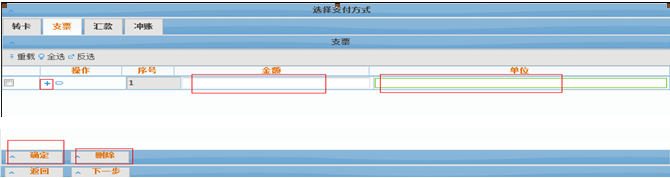 选择支付方式
转卡 支票 汇款 冲账
支票
重载 全选 反选
操作 序号 金额 单位
1
确定 删除
返回 下一步